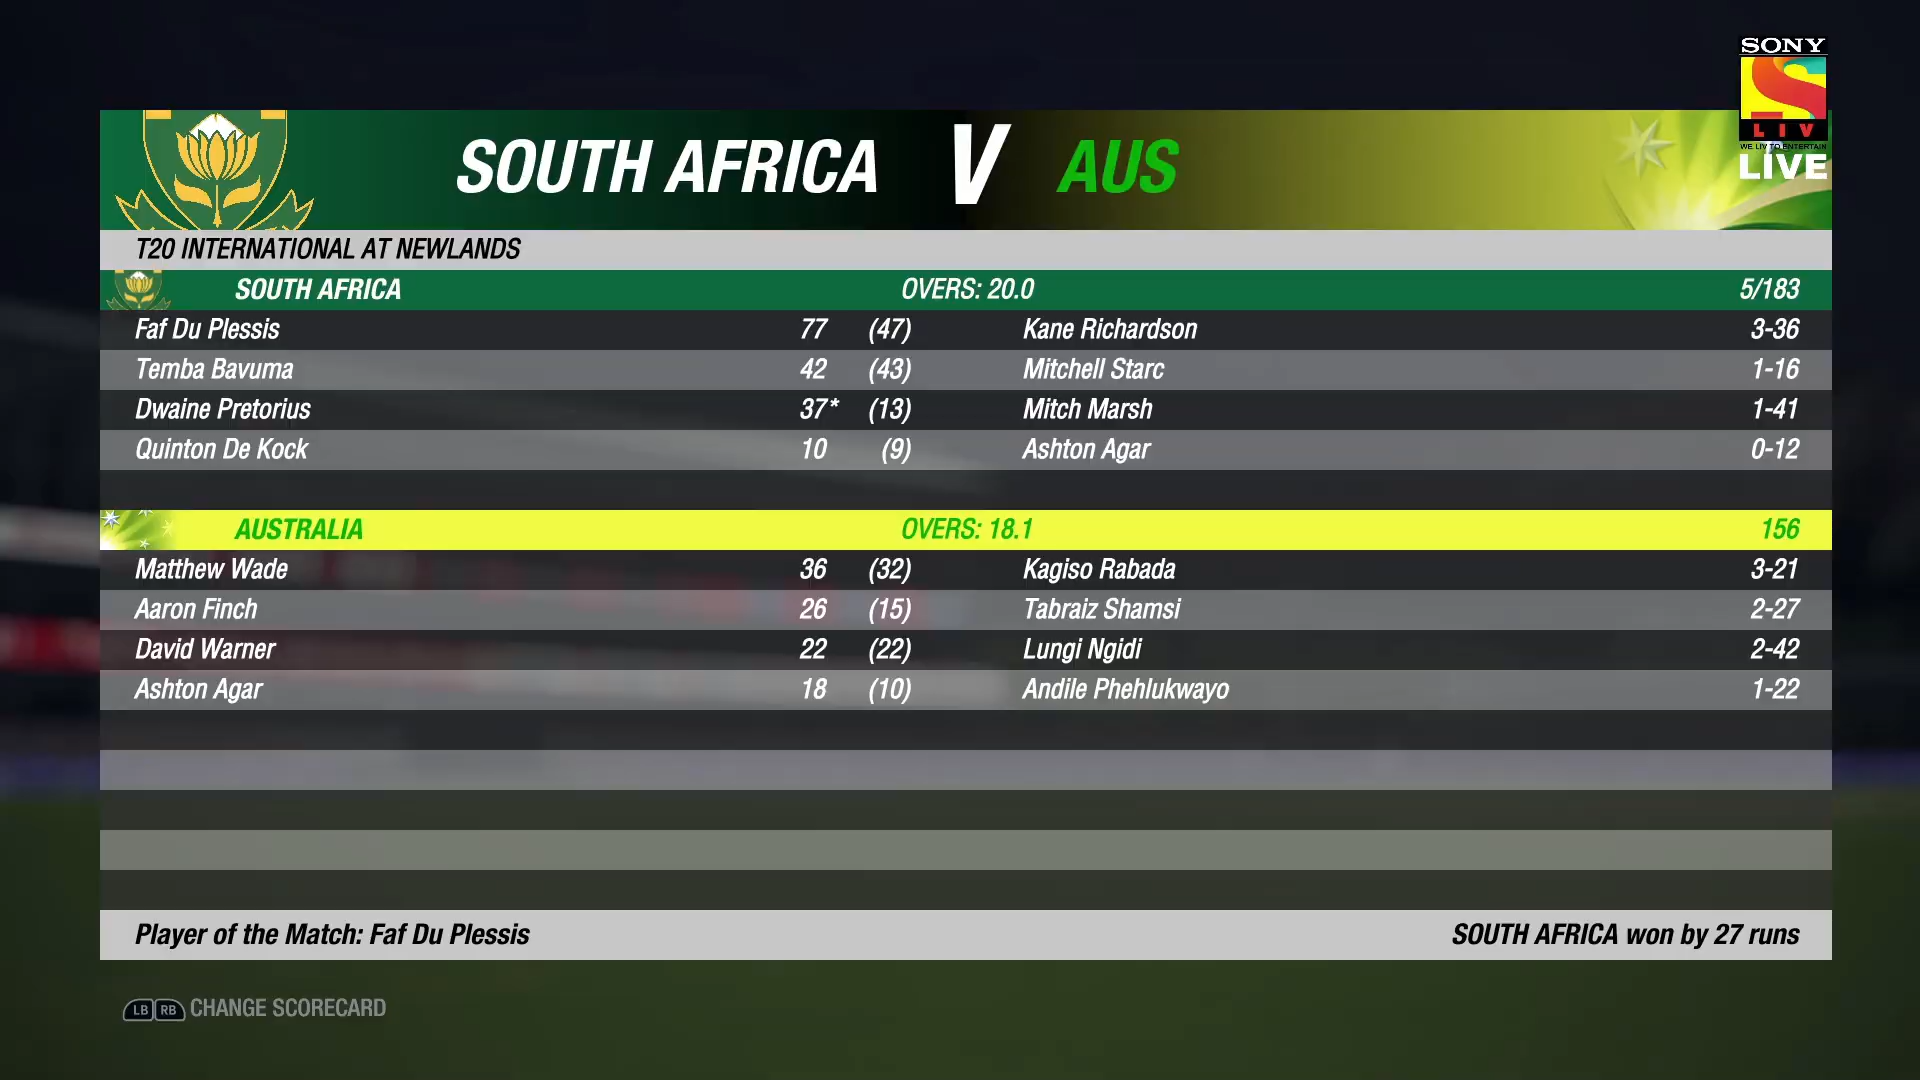 SONY
LIV
WE LIV TO ENTERTAIN
LIVE
SOUTH AFRICA V AUS
T20 INTERNATIONAL AT NEWLANDS
SOUTH AFRICA OVERS: 20.0 5/183
Faf Du Plessis 77 (47) Kane Richardson 3-36
Temba Bavuma 42 (43) Mitchell Starc 1-16
Dwaine Pretorius 37* (13) Mitch Marsh 1-41
Quinton De Kock 10 (9) Ashton Agar 0-12
AUSTRALIA OVERS: 18.1 156
Matthew Wade 36 (32) Kagiso Rabada 3-21
Aaron Finch 26 (15) Tabraiz Shamsi 2-27
David Warner 22 (22) Lungi Ngidi 2-42
Ashton Agar 18 (10) Andile Phehlukwayo 1-22
Player of the Match: Faf Du Plessis SOUTH AFRICA won by 27 runs
LB RB CHANGE SCORECARD